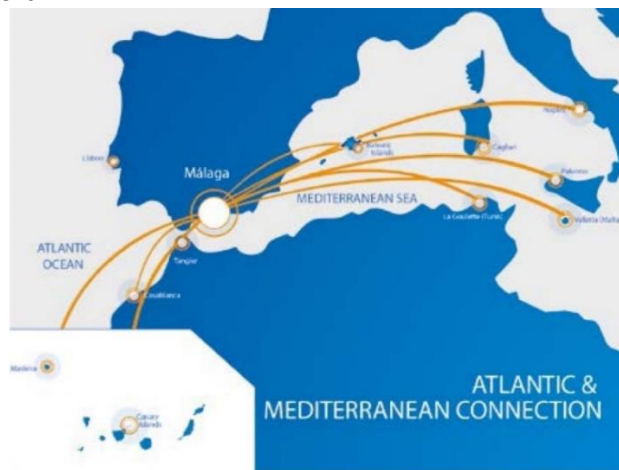 Naples
Lisbon
Balearic
Islands
Cagliari
Málaga
Palermo
MEDITERRANEAN SEA
La Goulette (Tunis)
Valletta (Malta
ATLANTIC
OCEAN
Tangier
Casablanca
Madeira
ATLANTIC &
MEDITERRANEAN CONNECTION
Canary
Islands